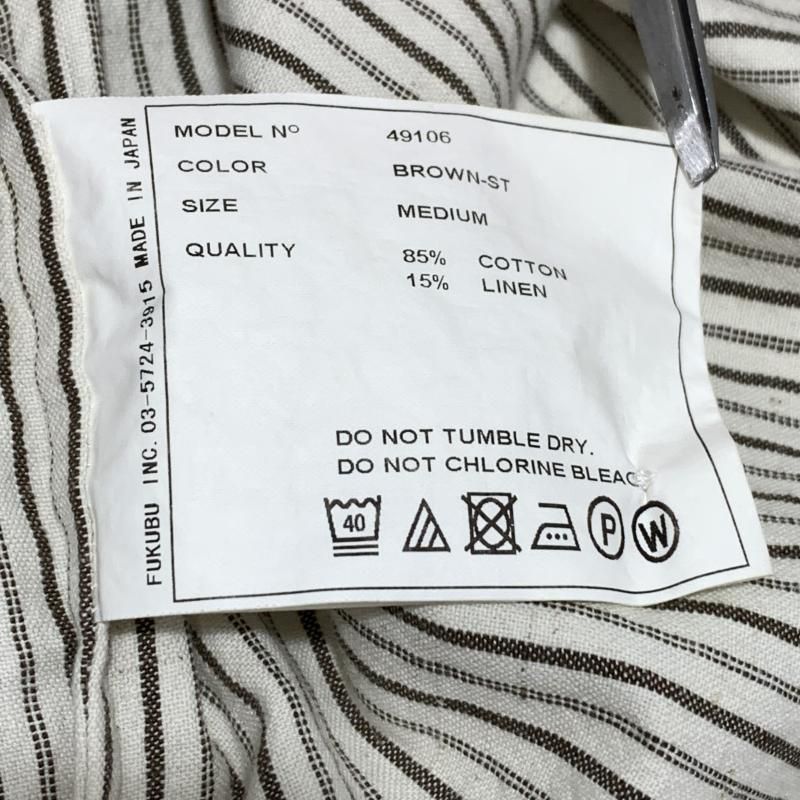 MODEL Nº 49106
COLOR BROWN-ST
SIZE MEDIUM
QUALITY 85% COTTON
15% LINEN
DO NOT TUMBLE DRY.
DO NOT CHLORINE BLEAC
40 P W
FUKUBU INC. 03-5724-3915 MADE IN JAPAN